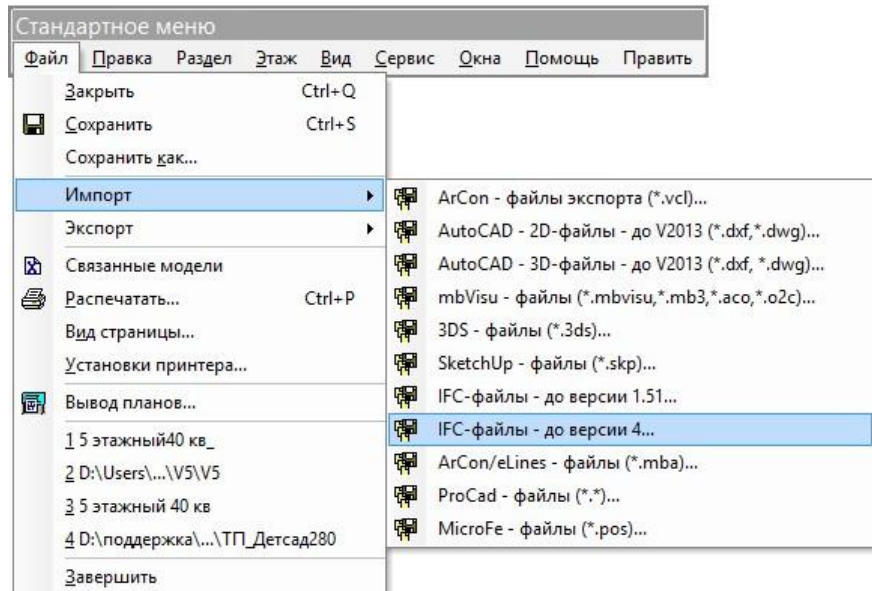 Стандартное меню
Файл Правка Раздел Этаж Вид Сервис Окна Помощь Править
Закрыть Ctrl+Q
Сохранить Ctrl+S
Сохранить как...
Импорт
Экспорт
Связанные модели
Распечатать... Ctrl+P
Вид страницы...
Установки принтера...
Вывод планов...
1 5 этажный40 кв_
2 D:\Users\...\V5\V5
3 5 этажный 40 кв
4 D:\поддержка\...\ТП_Детсад280
Завершить
ArCon - файлы экспорта (*.vcl)...
AutoCAD - 2D-файлы - до V2013 (*.dxf,*.dwg)...
AutoCAD - 3D-файлы - до V2013 (*.dxf, *.dwg)...
mbVisu - файлы (*.mbvisu,*.mb3,*.aco,*.o2c)...
3DS - файлы (*.3ds)...
SketchUp - файлы (*.skp)...
IFC-файлы - до версии 1.51...
IFC-файлы - до версии 4...
ArCon/eLines - файлы (*.mba)...
ProCad - файлы (*.*)...
MicroFe - файлы (*.pos)...